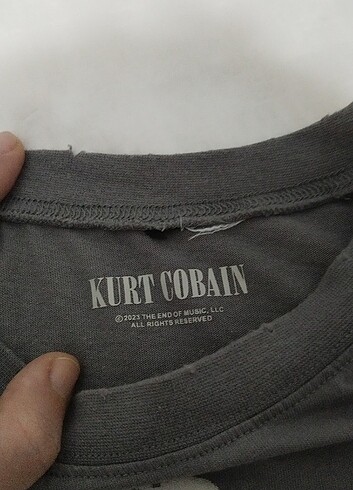 KURT COBAIN
©2023 THE END OF MUSIC, LLC
ALL RIGHTS RESERVED